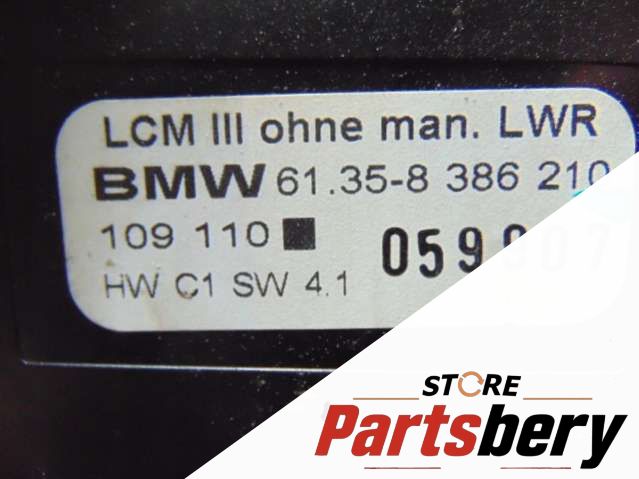 LCM III ohne man. LWR
BMW 61.35-8 386 210
109 110
HW C1 SW 4.1
STORE
Partsbery